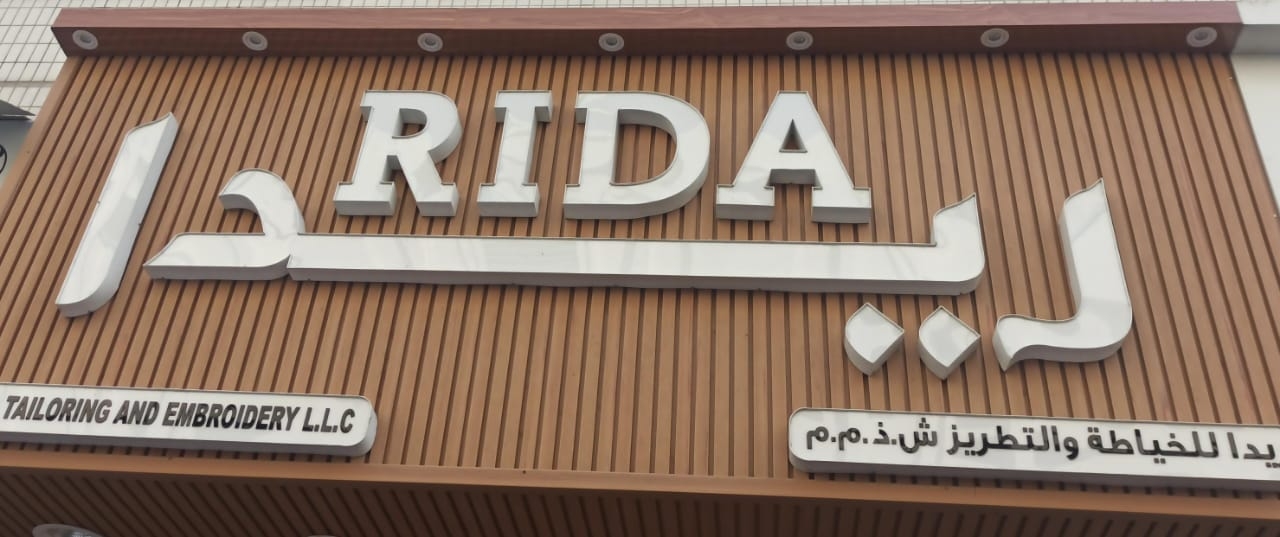 RIDA
ريدا
TAILORING AND EMBROIDERY L.L.C
يدا للخياطة والتطريز ش.ذ.م.م